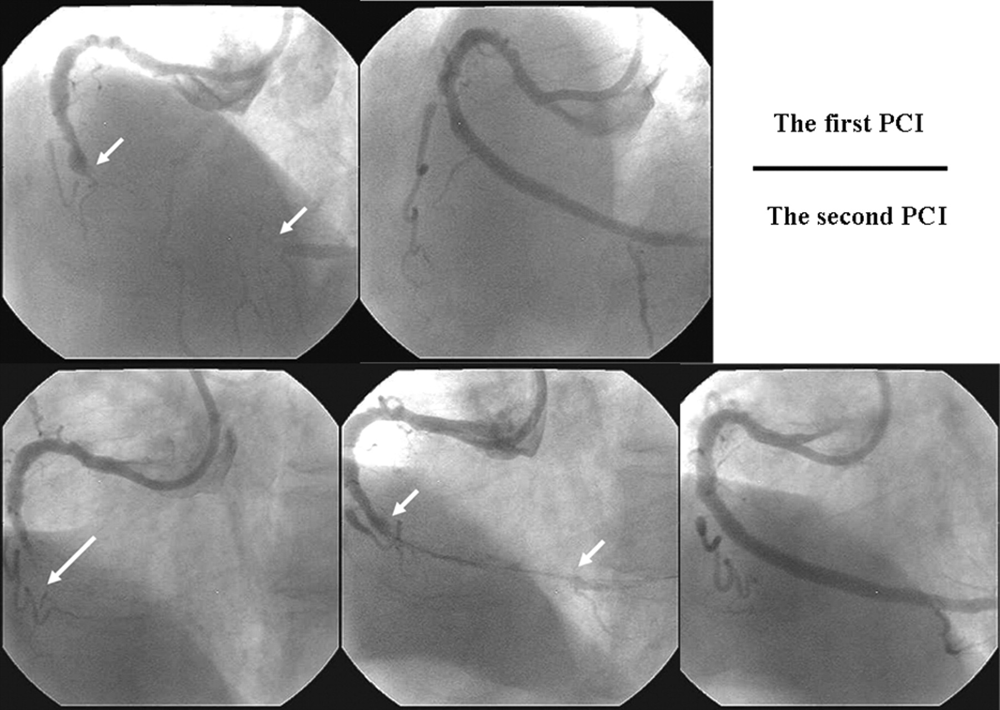 The first PCI
The second PCI